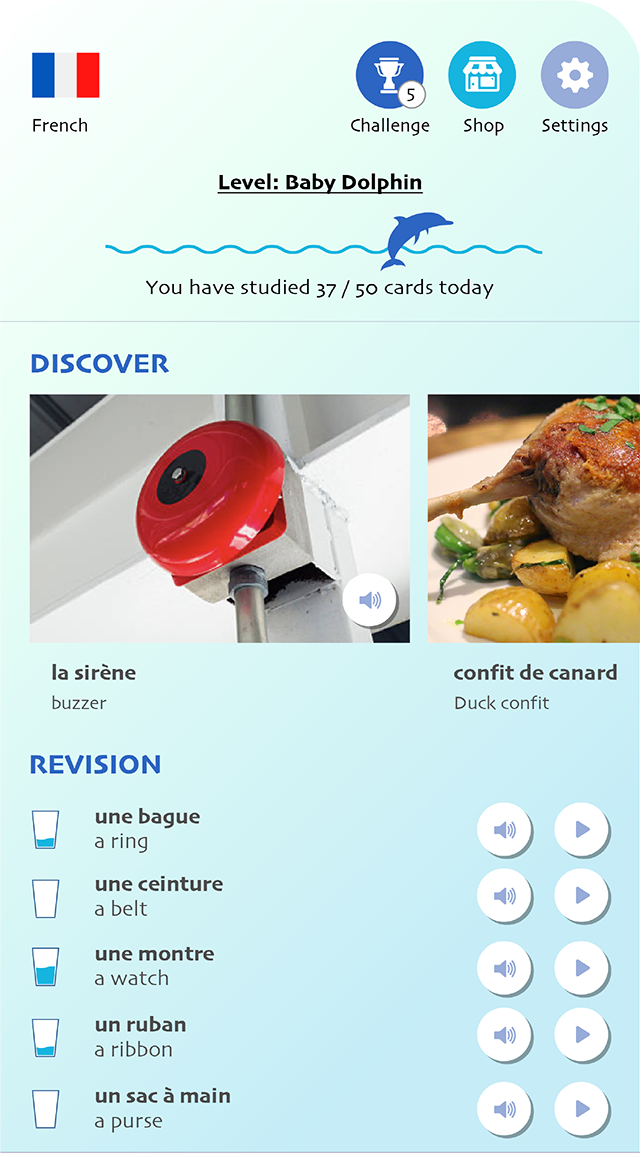 French
5
Challenge
Shop
Settings
Level: Baby Dolphin
You have studied 37 / 50 cards today
DISCOVER
la sirène
buzzer
confit de canard
Duck confit
REVISION
une bague
a ring
une ceinture
a belt
une montre
a watch
un ruban
a ribbon
un sac à main
a purse